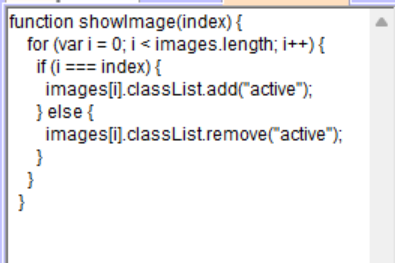 function showImage(index) {
for (var i = 0; i < images.length; i++) {
if (i === index) {
images[i].classList.add("active");
} else {
images[i].classList.remove("active");
}
}
}